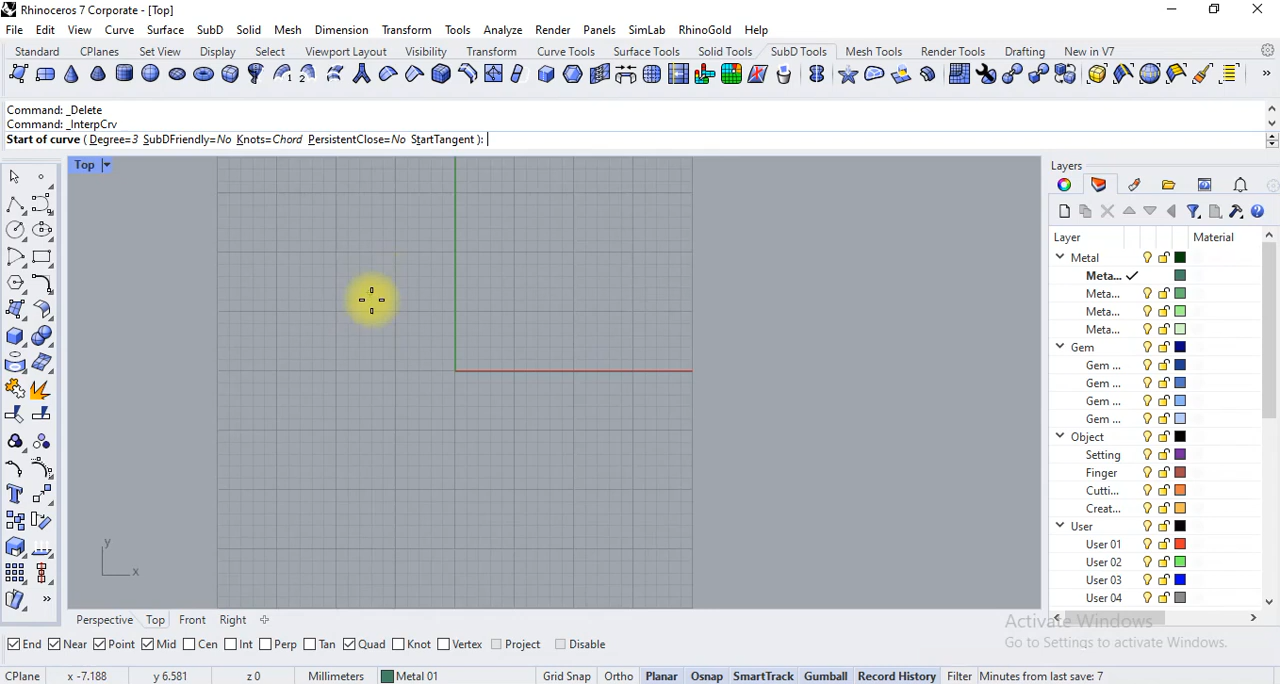 Rhinoceros 7 Corporate - [Top]
File Edit View Curve Surface SubD Solid Mesh Dimension Transform Tools Analyze Render Panels SimLab RhinoGold Help
Standard CPlanes Set View Display Select Viewport Layout Visibility Transform Curve Tools Surface Tools Solid Tools SubD Tools Mesh Tools Render Tools Drafting New in V7
Command: _Delete
Command: _InterpCrv
Start of curve ( Degree=3 SubDFriendly=No Knots=Chord PersistentClose=No StartTangent ):
Top
Layers
Layer Material
Metal
Meta...
Meta...
Meta...
Meta...
Gem
Gem ...
Gem ...
Gem ...
Gem ...
Object
Setting
Finger
Cutti...
Creat...
User
User 01
User 02
User 03
User 04
y
x
Perspective Top Front Right
Activate Windows
Go to Settings to activate Windows.
End Near Point Mid Cen Int Perp Tan Quad Knot Vertex Project Disable
CPlane x -7.188 y 6.581 z 0 Millimeters Metal 01 Grid Snap Ortho Planar Osnap SmartTrack Gumball Record History Filter Minutes from last save: 7